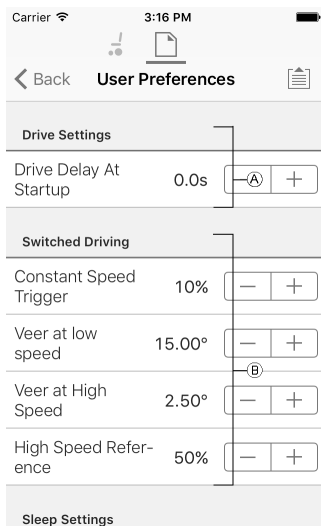 Carrier 3:16 PM
Back User Preferences
Drive Settings
Drive Delay At
Startup
0.0s
A
Switched Driving
Constant Speed
Trigger
10%
Veer at low
speed
15.00°
B
Veer at High
Speed
2.50°
High Speed Refer-
ence
50%
Sleep Settings